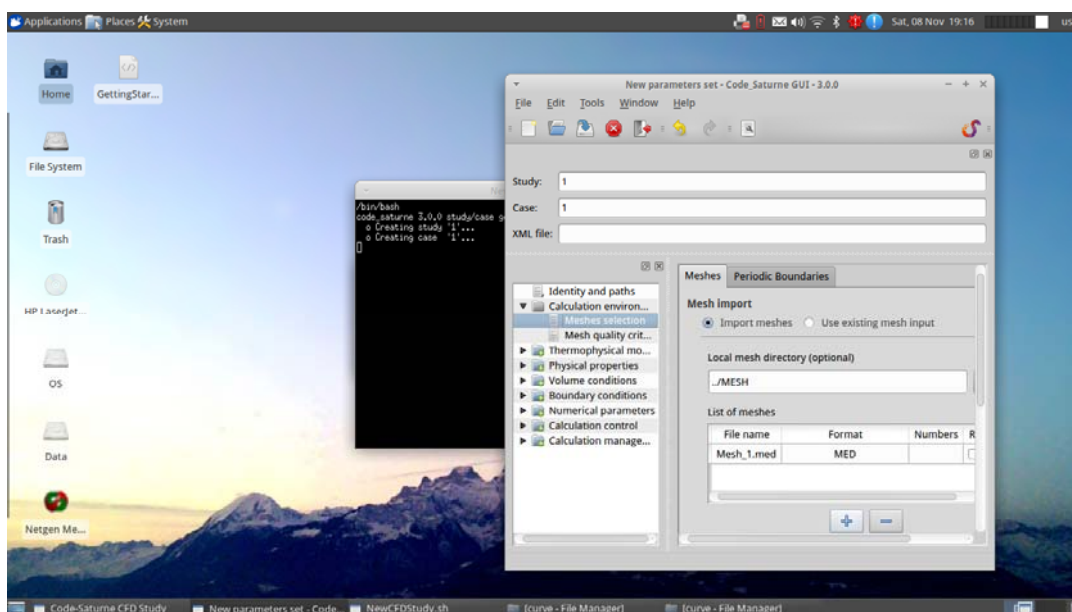 Applications Places System
Sat, 08 Nov 19:16
us
Home
GettingStar...
File System
Trash
HP Laserjet...
OS
Data
Netgen Me...
/bin/bash
code_saturne 3.0.0 study/case
o Creating study '1'...
o Creating case '1'...
New parameters set - Code_Saturne GUI - 3.0.0
File Edit Tools Window Help
Study: 1
Case: 1
XML file:
Identity and paths
Calculation environ...
Meshes selection
Mesh quality crit...
Thermophysical mo...
Physical properties
Volume conditions
Boundary conditions
Numerical parameters
Calculation control
Calculation manage...
Meshes Periodic Boundaries
Mesh import
Import meshes Use existing mesh input
Local mesh directory (optional)
../MESH
List of meshes
File name Format Numbers R
Mesh_1.med MED
Code-Saturne CFD Study New parameters set - Code... NewCFDStudy.sh [curve - File Manager] [curve - File Manager]